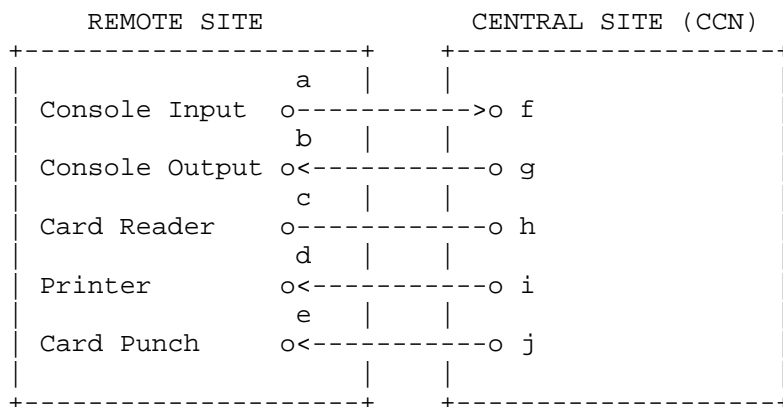 REMOTE SITE CENTRAL SITE (CCN)
a
Console Input o----------->o f
b
Console Output o<-----------o g
c
Card Reader o------------o h
d
Printer o<-----------o i
e
Card Punch o<-----------o j